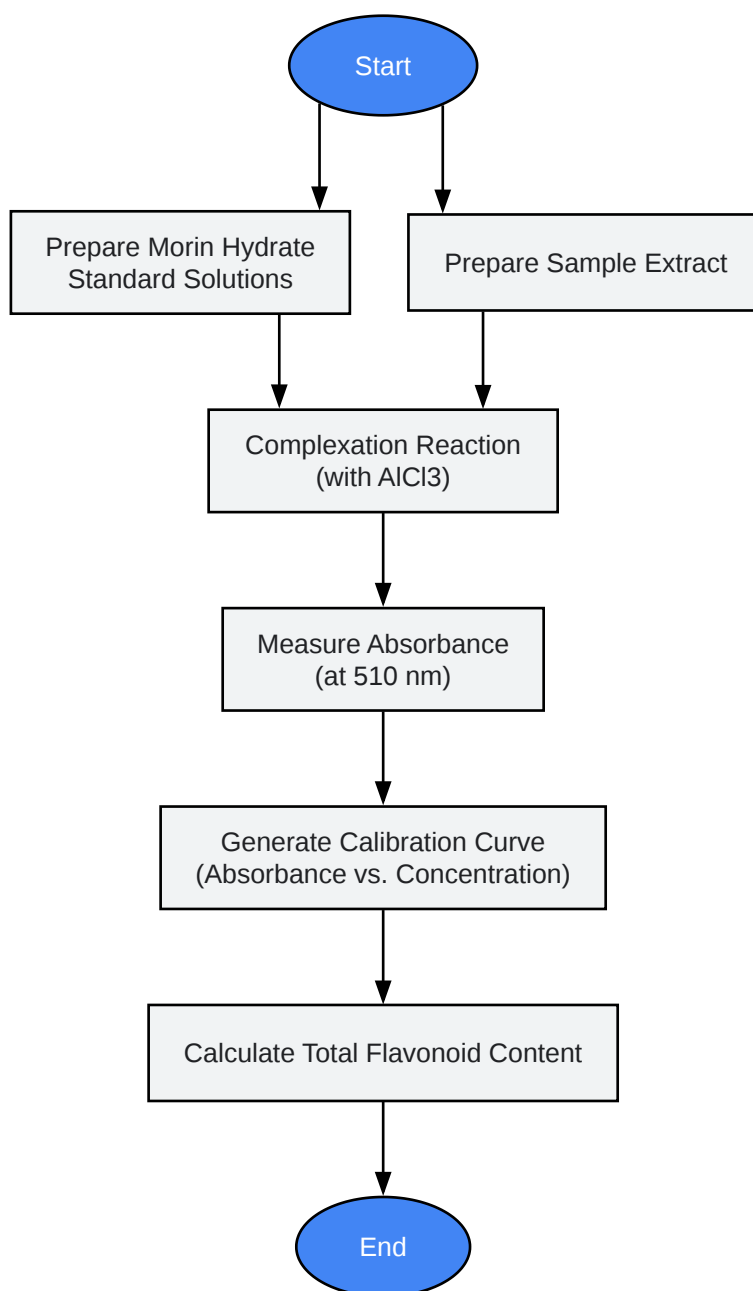 Start
Prepare Morin Hydrate
Standard Solutions
Prepare Sample Extract
Complexation Reaction
(with AlCl3)
Measure Absorbance
(at 510 nm)
Generate Calibration Curve
(Absorbance vs. Concentration)
Calculate Total Flavonoid Content
End